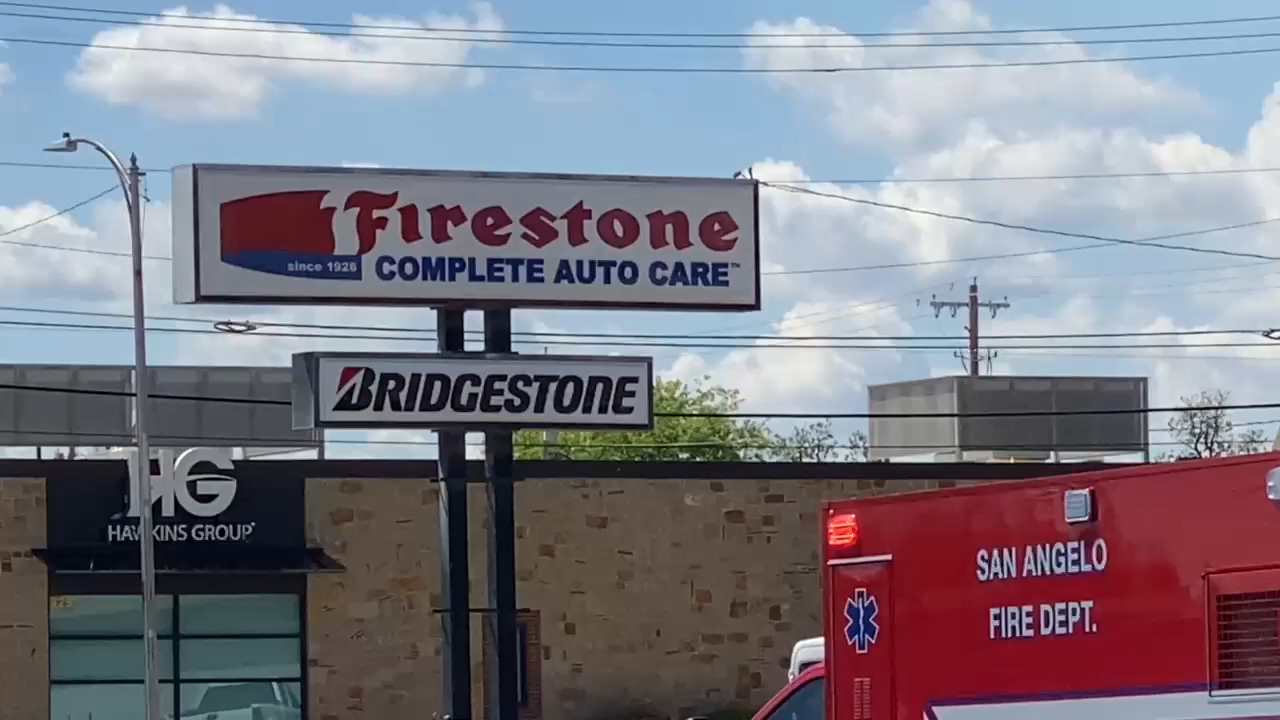 Firestone
since 1926
COMPLETE AUTO CARE™
BRIDGESTONE
HG
HAWKINS GROUP
SAN ANGELO
FIRE DEPT.